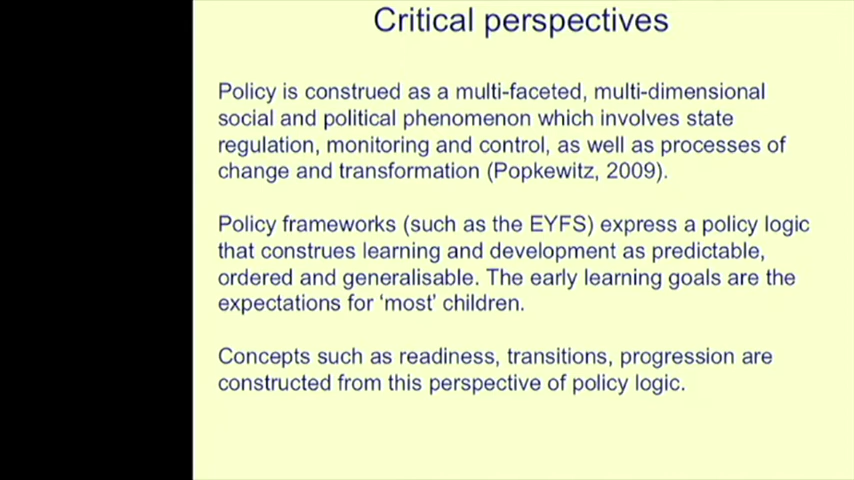 Critical perspectives
Policy is construed as a multi-faceted, multi-dimensional
social and political phenomenon which involves state
regulation, monitoring and control, as well as processes of
change and transformation (Popkewitz, 2009).
Policy frameworks (such as the EYFS) express a policy logic
that construes learning and development as predictable,
ordered and generalisable. The early learning goals are the
expectations for ‘most’ children.
Concepts such as readiness, transitions, progression are
constructed from this perspective of policy logic.